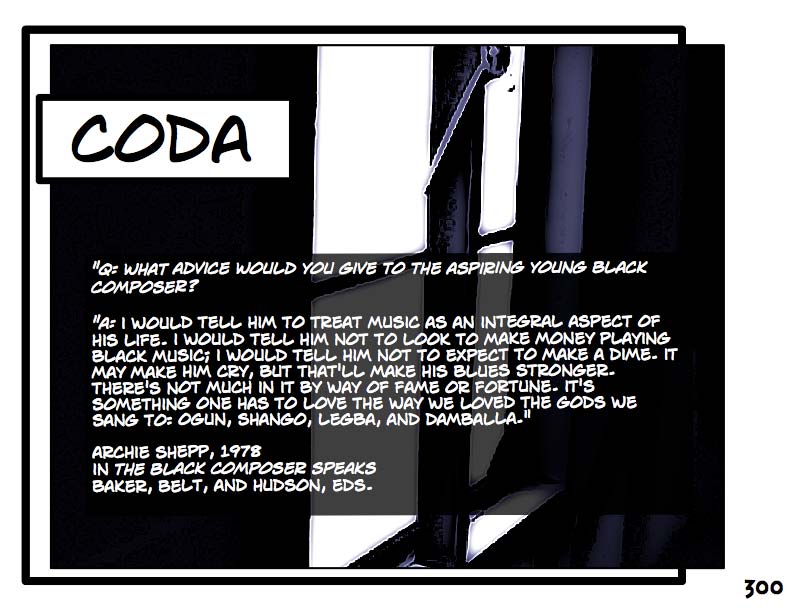 CODA
"Q: WHAT ADVICE WOULD YOU GIVE TO THE ASPIRING YOUNG BLACK
COMPOSER?
"A: I WOULD TELL HIM TO TREAT MUSIC AS AN INTEGRAL ASPECT OF
HIS LIFE. I WOULD TELL HIM NOT TO LOOK TO MAKE MONEY PLAYING
BLACK MUSIC; I WOULD TELL HIM NOT TO EXPECT TO MAKE A DIME. IT
MAY MAKE HIM CRY, BUT THAT'LL MAKE HIS BLUES STRONGER.
THERE'S NOT MUCH IN IT BY WAY OF FAME OR FORTUNE. IT'S
SOMETHING ONE HAS TO LOVE THE WAY WE LOVED THE GODS WE
SANG TO: OGUN, SHANGO, LEGBA, AND DAMBALLA."
ARCHIE SHEPP, 1978
IN THE BLACK COMPOSER SPEAKS
BAKER, BELT, AND HUDSON, EDS.
300